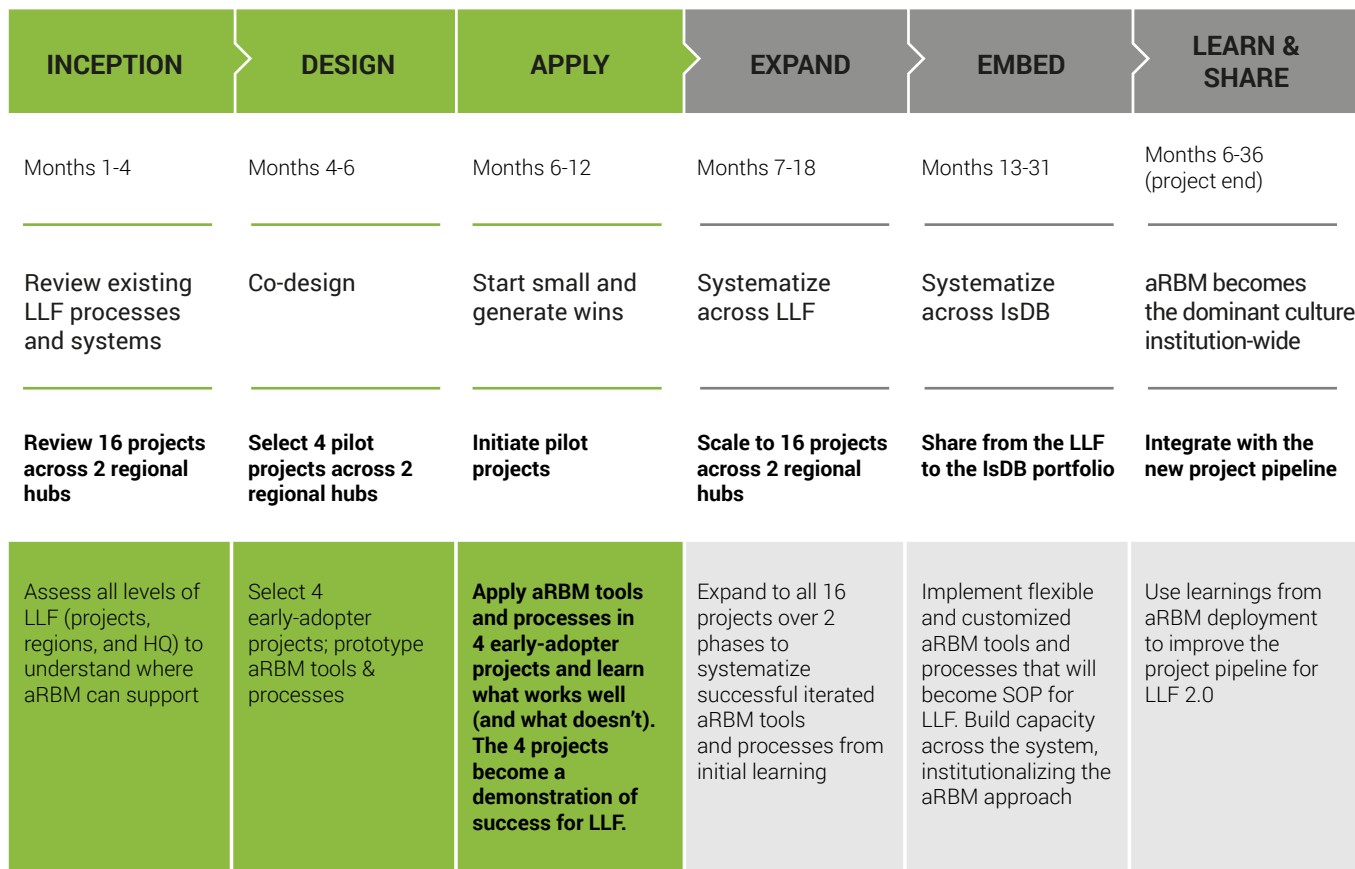 INCEPTION
DESIGN
APPLY
EXPAND
EMBED
LEARN &
SHARE
Months 1-4
Months 4-6
Months 6-12
Months 7-18
Months 13-31
Months 6-36
(project end)
Review existing
LLF processes
and systems
Co-design
Start small and
generate wins
Systematize
across LLF
Systematize
across IsDB
aRBM becomes
the dominant culture
institution-wide
Review 16 projects
across 2 regional
hubs
Select 4 pilot
projects across 2
regional hubs
Initiate pilot
projects
Scale to 16 projects
across 2 regional
hubs
Share from the LLF
to the IsDB portfolio
Integrate with the
new project pipeline
Assess all levels of
LLF (projects,
regions, and HQ) to
understand where
aRBM can support
Select 4
early-adopter
projects; prototype
aRBM tools &
processes
Apply aRBM tools
and processes in
4 early-adopter
projects and learn
what works well
(and what doesn’t).
The 4 projects
become a
demonstration of
success for LLF.
Expand to all 16
projects over 2
phases to
systematize
successful iterated
aRBM tools
and processes from
initial learning
Implement flexible
and customized
aRBM tools and
processes that will
become SOP for
LLF. Build capacity
across the system,
institutionalizing the
aRBM approach
Use learnings from
aRBM deployment
to improve the
project pipeline for
LLF 2.0